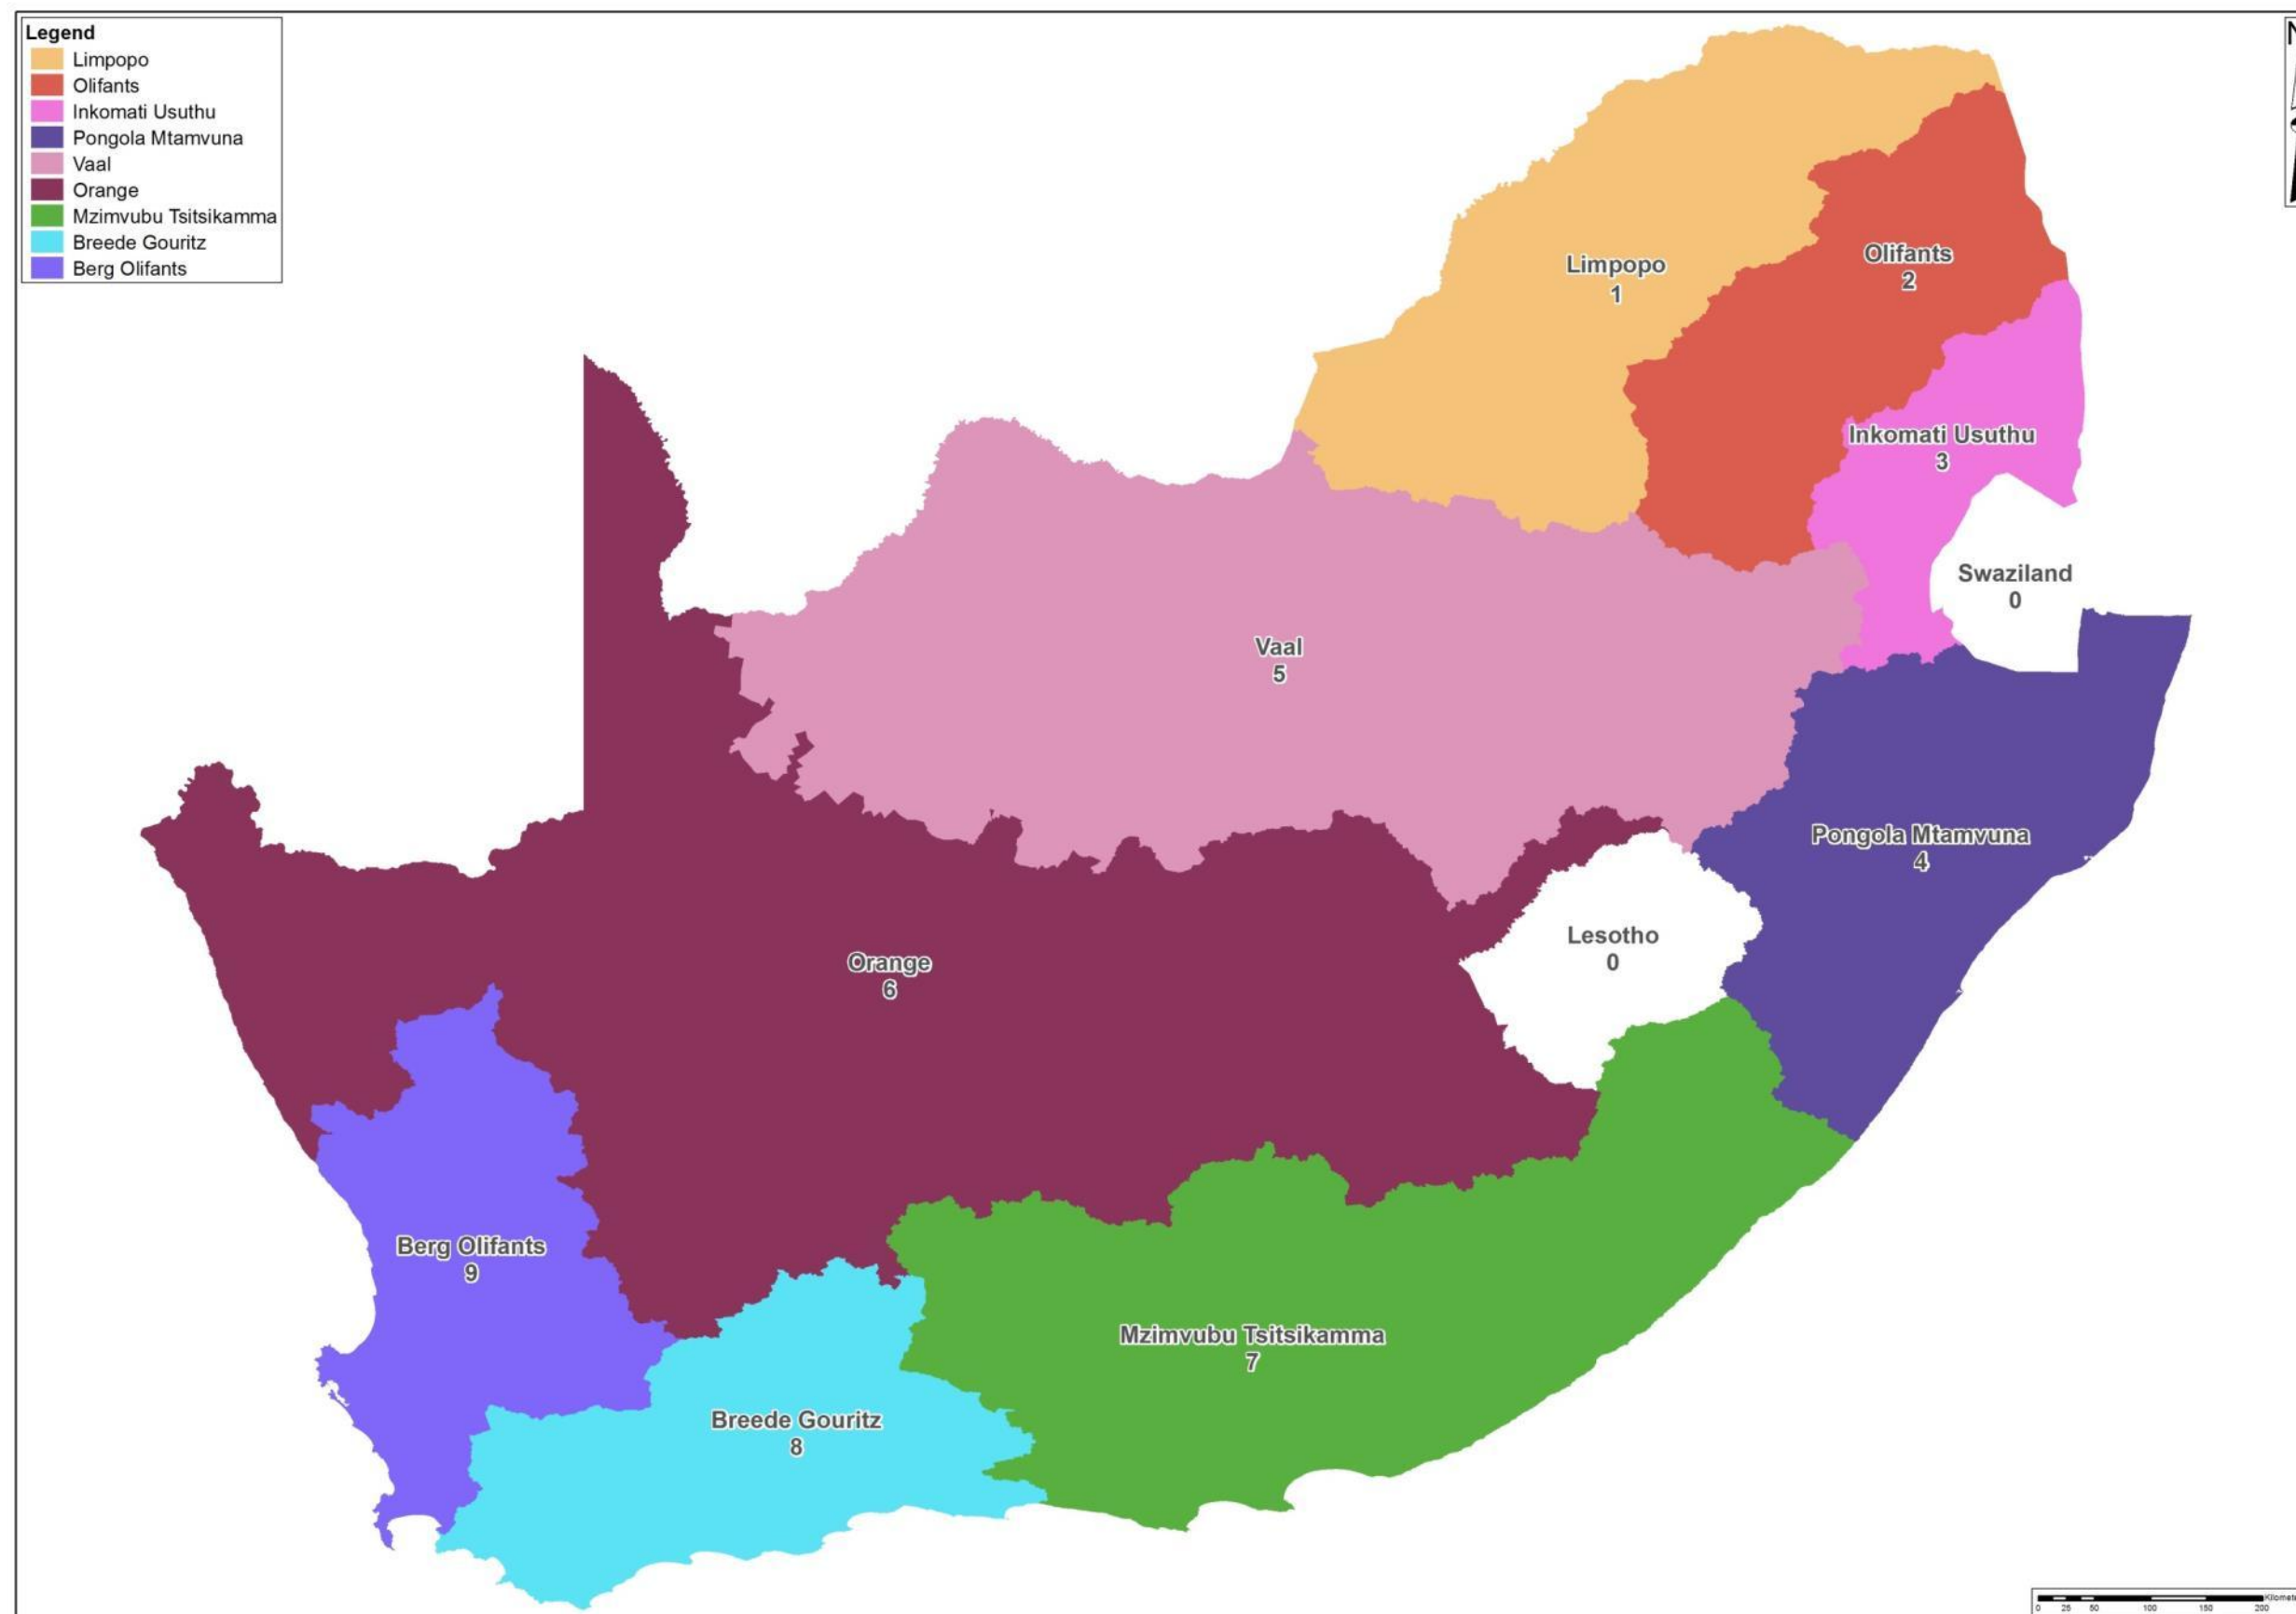 Legend
Limpopo
Olifants
Inkomati Usuthu
Pongola Mtamvuna
Vaal
Orange
Mzimvubu Tsitsikamma
Breede Gouritz
Berg Olifants
N
Limpopo
1
Olifants
2
Inkomati Usuthu
3
Swaziland
0
Vaal
5
Pongola Mtamvuna
4
Lesotho
0
Orange
6
Berg Olifants
9
Mzimvubu Tsitsikamma
7
Breede Gouritz
8
0 25 50 100 150 200